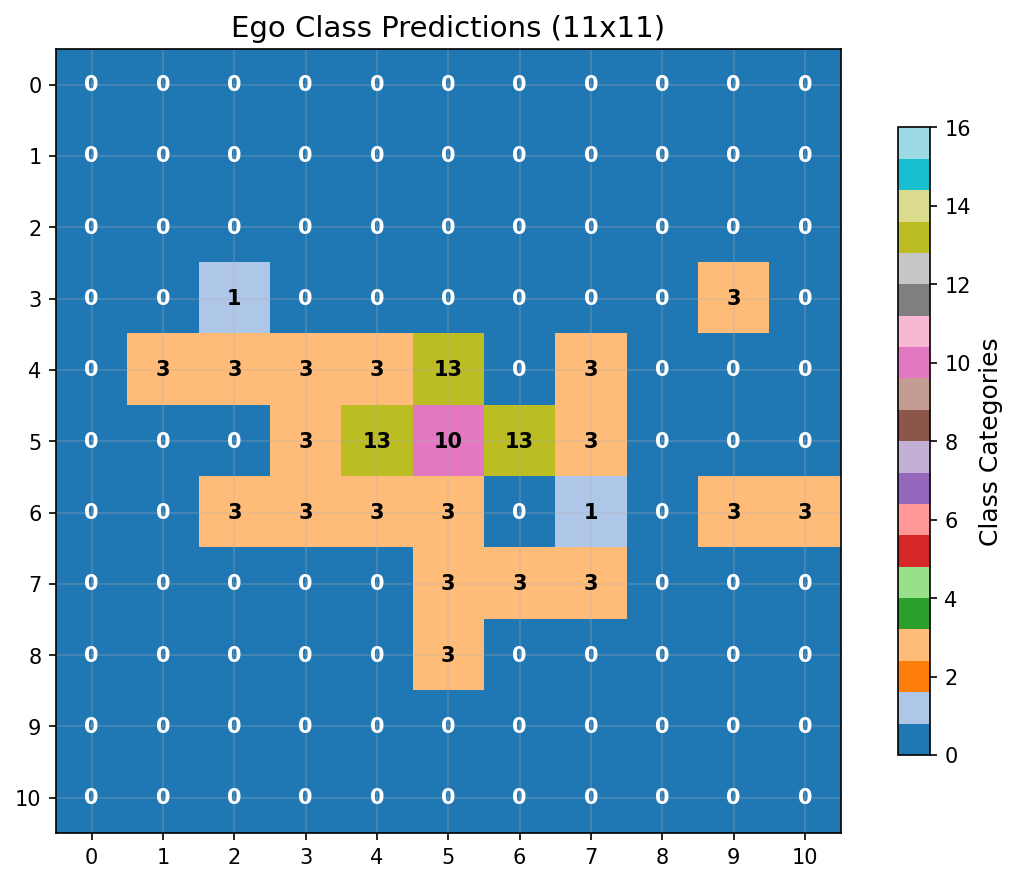 Ego Class Predictions (11x11)
0 0 0 0 0 0 0 0 0 0 0 0
1 0 0 0 0 0 0 0 0 0 0 0
2 0 0 0 0 0 0 0 0 0 0 0
3 0 0 1 0 0 0 0 0 0 3 0
4 0 3 3 3 3 13 0 3 0 0 0
5 0 0 0 3 13 10 13 3 0 0 0
6 0 0 3 3 3 3 0 1 0 3 3
7 0 0 0 0 0 3 3 3 0 0 0
8 0 0 0 0 0 3 0 0 0 0 0
9 0 0 0 0 0 0 0 0 0 0 0
10 0 0 0 0 0 0 0 0 0 0 0
0 1 2 3 4 5 6 7 8 9 10
16
14
12
10
8
6
4
2
0
Class Categories